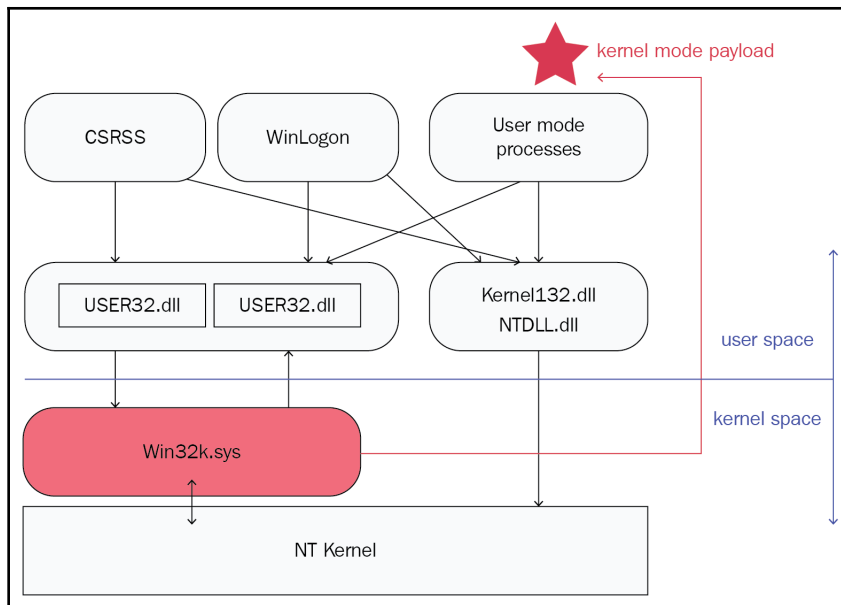 kernel mode payload
CSRSS
WinLogon
User mode
processes
USER32.dll
USER32.dll
Kernel132.dll
NTDLL.dll
user space
kernel space
Win32k.sys
NT Kernel